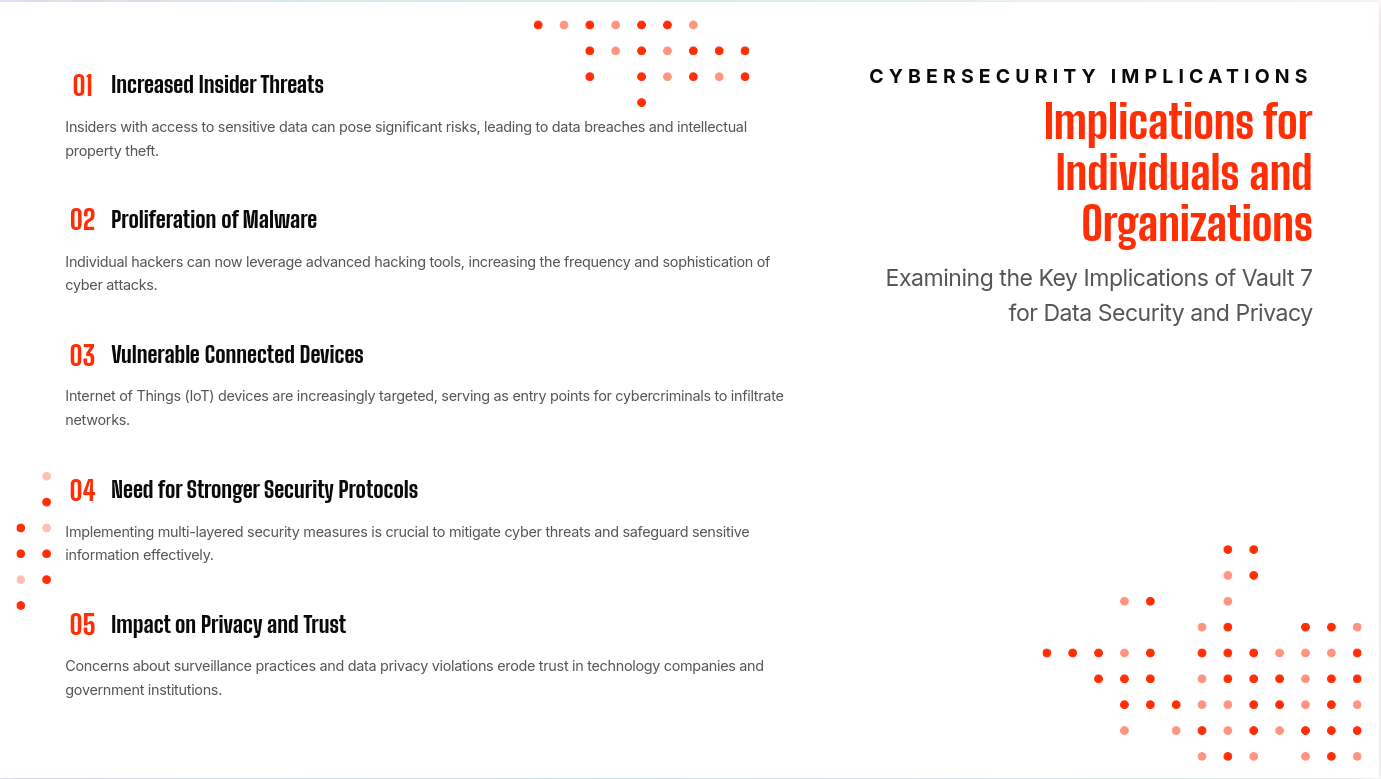 CYBERSECURITY IMPLICATIONS
Implications for
Individuals and
Organizations
Examining the Key Implications of Vault 7
for Data Security and Privacy
01 Increased Insider Threats
Insiders with access to sensitive data can pose significant risks, leading to data breaches and intellectual
property theft.
02 Proliferation of Malware
Individual hackers can now leverage advanced hacking tools, increasing the frequency and sophistication of
cyber attacks.
03 Vulnerable Connected Devices
Internet of Things (IoT) devices are increasingly targeted, serving as entry points for cybercriminals to infiltrate
networks.
04 Need for Stronger Security Protocols
Implementing multi-layered security measures is crucial to mitigate cyber threats and safeguard sensitive
information effectively.
05 Impact on Privacy and Trust
Concerns about surveillance practices and data privacy violations erode trust in technology companies and
government institutions.